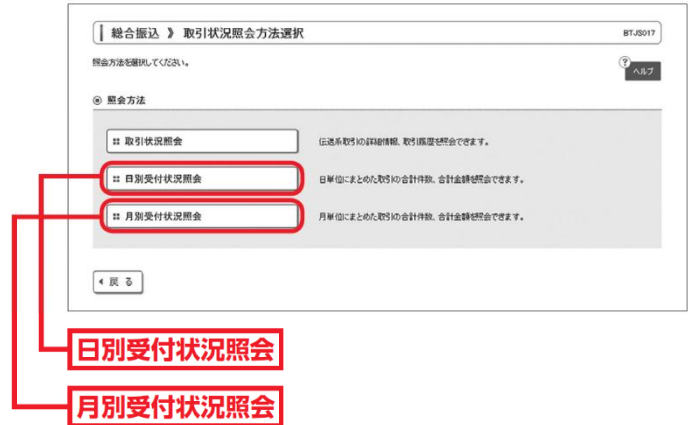 総合振込 》 取引状況照会方法選択
BTJS017
照会方法を選択してください。
? ヘルプ
照会方法
取引状況照会
伝送系取引の詳細情報、取引履歴を照会できます。
日別受付状況照会
日単位にまとめた取引の合計件数、合計金額を照会できます。
月別受付状況照会
月単位にまとめた取引の合計件数、合計金額を照会できます。
戻る
日別受付状況照会
月別受付状況照会